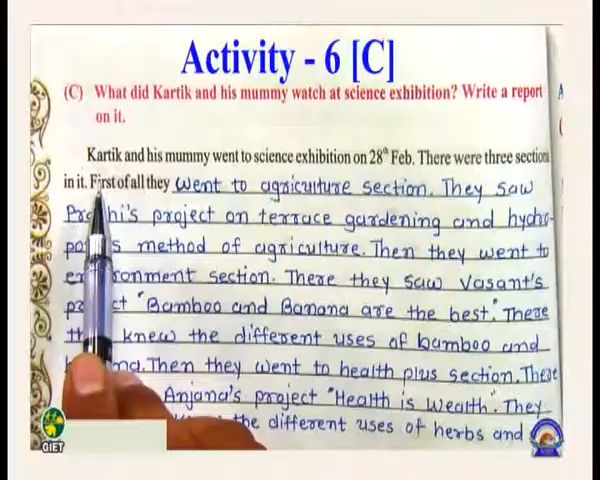 Activity - 6 [C]
(C) What did Kartik and his mummy watch at science exhibition? Write a report
on it.
Kartik and his mummy went to science exhibition on 28th Feb. There were three section
in it. First of all they went to agriculture section. They saw
project on terrace gardening and hydro-
method of agriculture. Then they went to
section. There they saw Vasant's
"Bamboo and Banana are the best." There
knew the different uses of bamboo and
Then they went to health plus section. There
Anjana's project "Health is Wealth". They
the different uses of herbs and
GIET